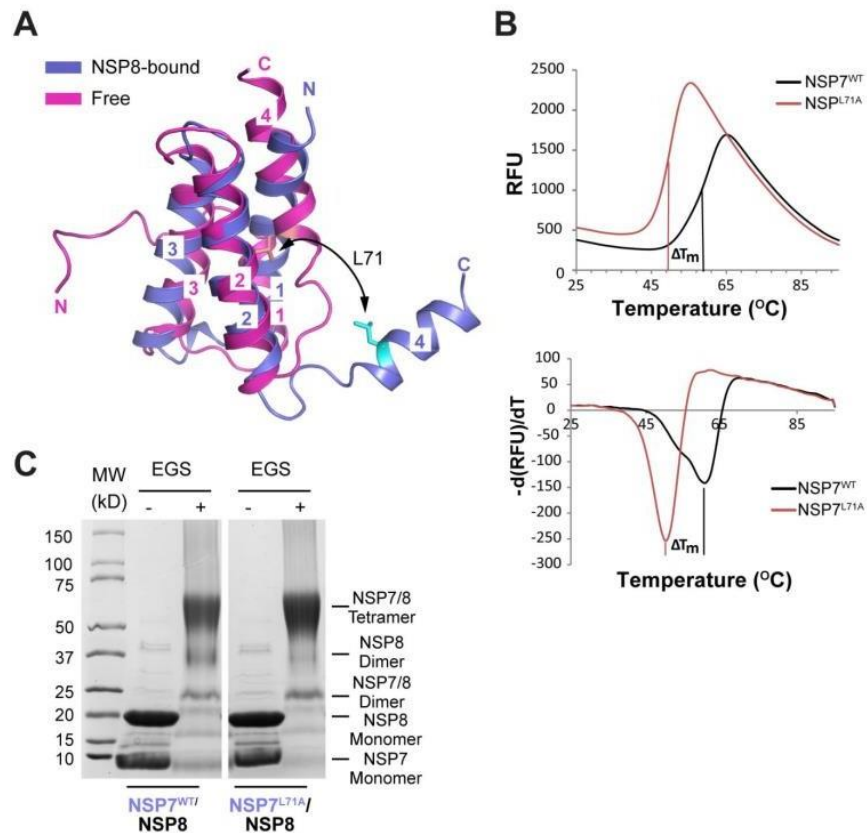 A
NSP8-bound
Free
C
N
4
3
3
2
2
1
1
L71
N
C
4
B
2500
2000
1500
1000
500
0
RFU
NSP7WT
NSPL71A
ΔTm
25 45 65 85
Temperature (OC)
100
50
0
-50
-100
-150
-200
-250
-300
-d(RFU)/dT
25 45 65 85
NSP7WT
NSP7L71A
ΔTm
Temperature (OC)
C
MW
(kD)
EGS
EGS
- +
- +
150
100
75
50
37
25
20
15
10
NSP7/8
Tetramer
NSP8
Dimer
NSP7/8
Dimer
NSP8
Monomer
NSP7
Monomer
NSP7WT/
NSP8
NSP7L71A/
NSP8